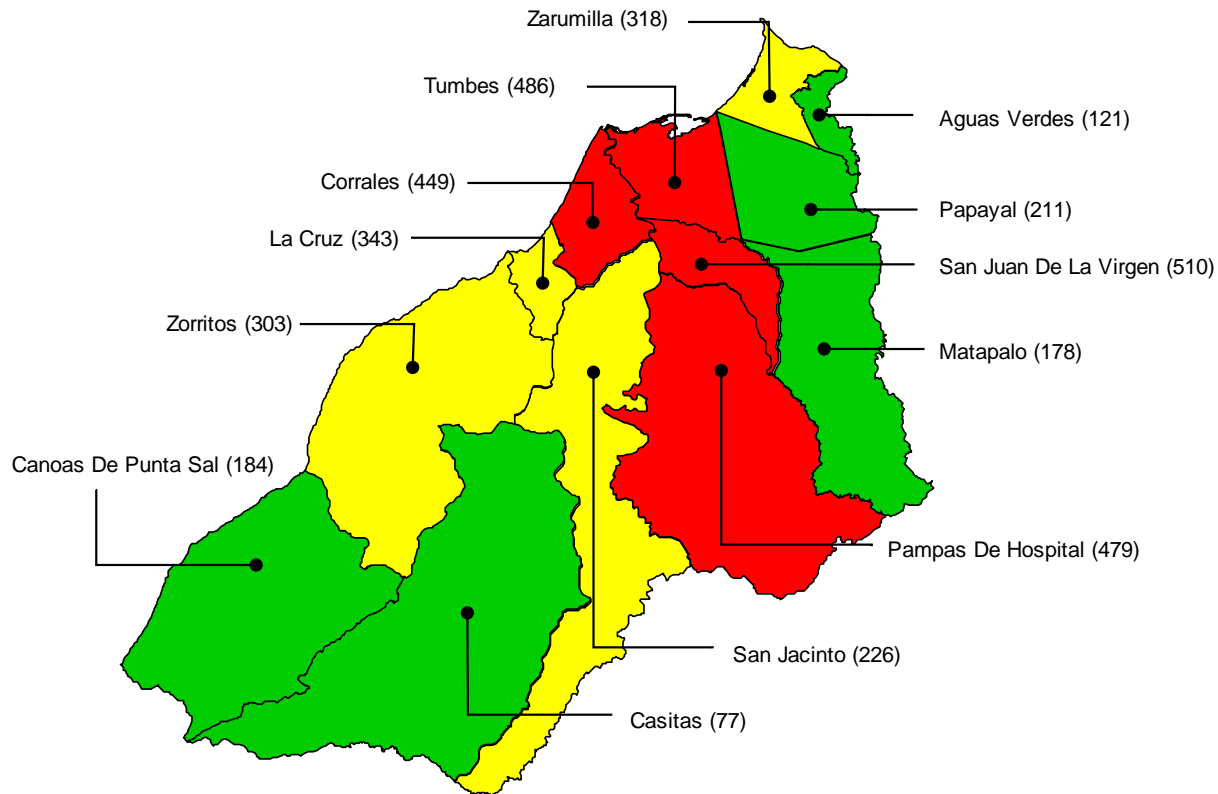 Zarumilla (318)
Tumbes (486)
Aguas Verdes (121)
Corrales (449)
Papayal (211)
La Cruz (343)
San Juan De La Virgen (510)
Zorritos (303)
Matapalo (178)
Canoas De Punta Sal (184)
Pampas De Hospital (479)
San Jacinto (226)
Casitas (77)